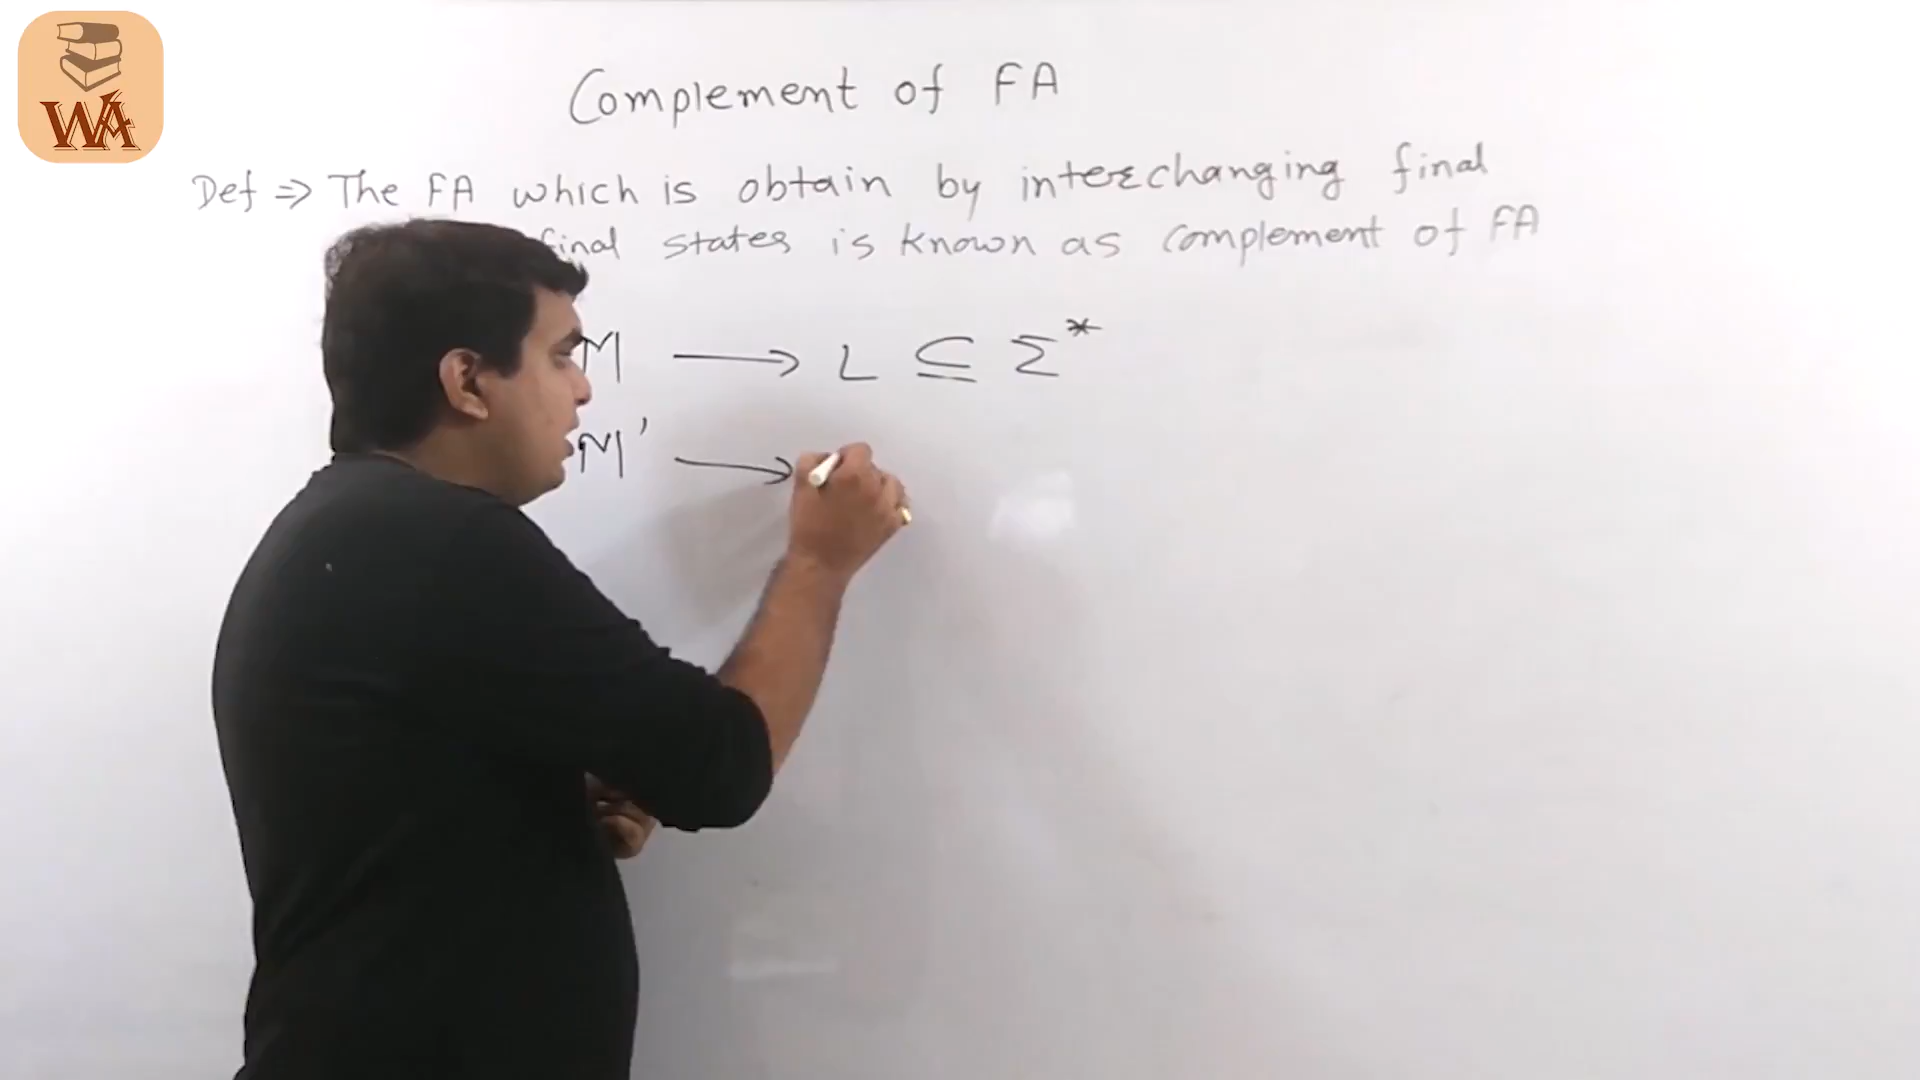 WA
Complement of FA
Def ⇒ The FA which is obtain by interchanging final
final states is known as complement of FA
M → L ⊆ Σ*
M' →